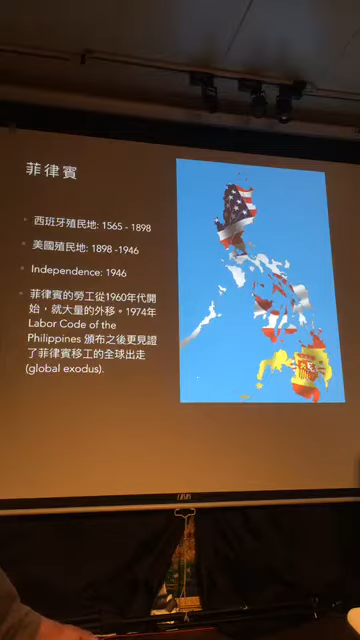 菲律賓
西班牙殖民地: 1565 - 1898
美國殖民地: 1898 -1946
Independence: 1946
菲律賓的勞工從1960年代開
始，就大量的外移。1974年
Labor Code of the
Philippines 頒布之後更見證
了菲律賓移工的全球出走
(global exodus).